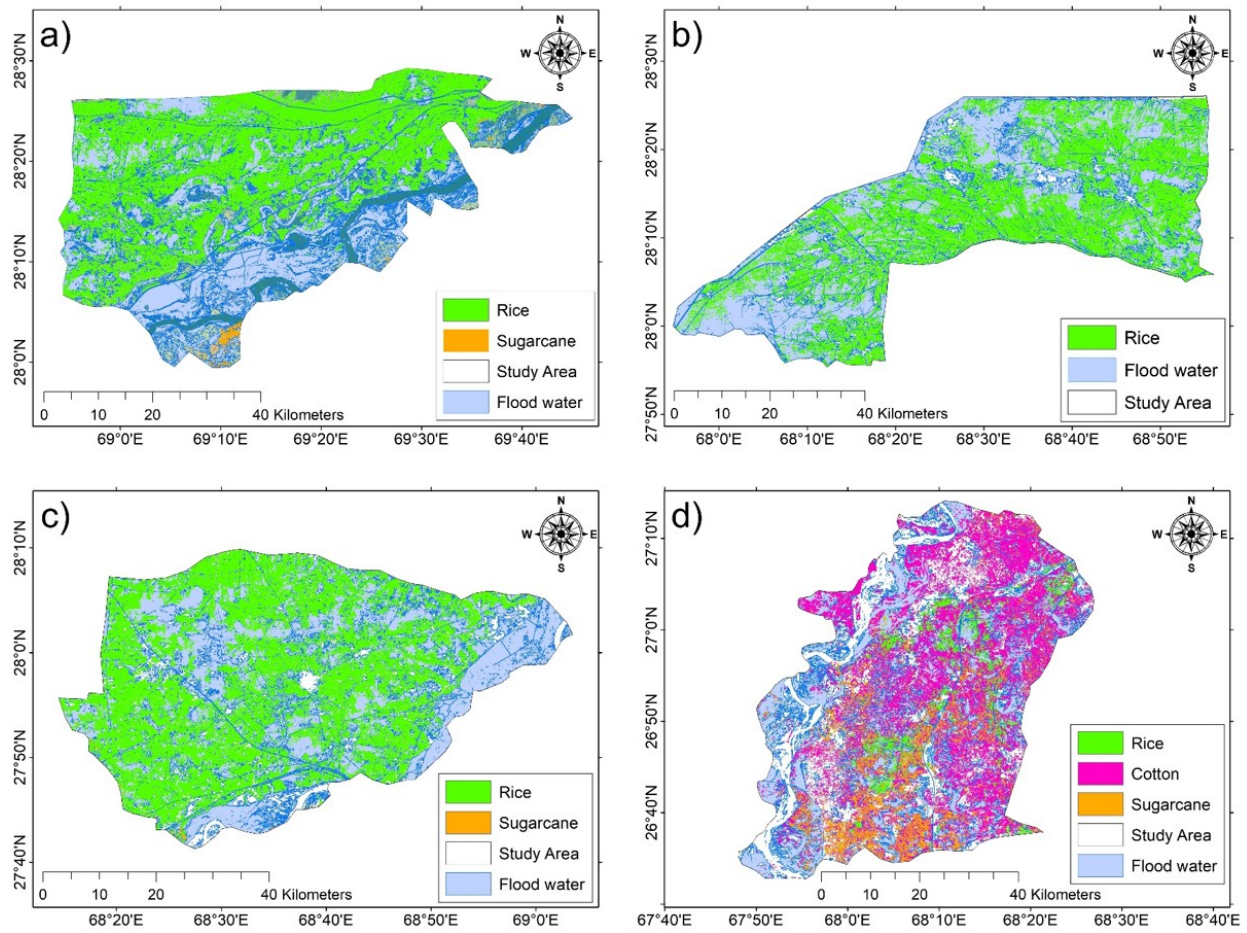 a)
N
W E
S
28°30'N
28°20'N
28°10'N
28°0'N
Rice
Sugarcane
Study Area
Flood water
0 10 20 40 Kilometers
69°0'E 69°10'E 69°20'E 69°30'E 69°40'E
b)
N
W E
S
28°30'N
28°20'N
28°10'N
28°0'N
27°50'N
Rice
Flood water
Study Area
0 10 20 40 Kilometers
68°0'E 68°10'E 68°20'E 68°30'E 68°40'E 68°50'E
c)
N
W E
S
28°10'N
28°0'N
27°50'N
27°40'N
Rice
Sugarcane
Study Area
Flood water
0 10 20 40 Kilometers
68°20'E 68°30'E 68°40'E 68°50'E 69°0'E
d)
N
W E
S
27°10'N
27°0'N
26°50'N
26°40'N
Rice
Cotton
Sugarcane
Study Area
Flood water
0 10 20 40 Kilometers
67°40'E 67°50'E 68°0'E 68°10'E 68°20'E 68°30'E 68°40'E